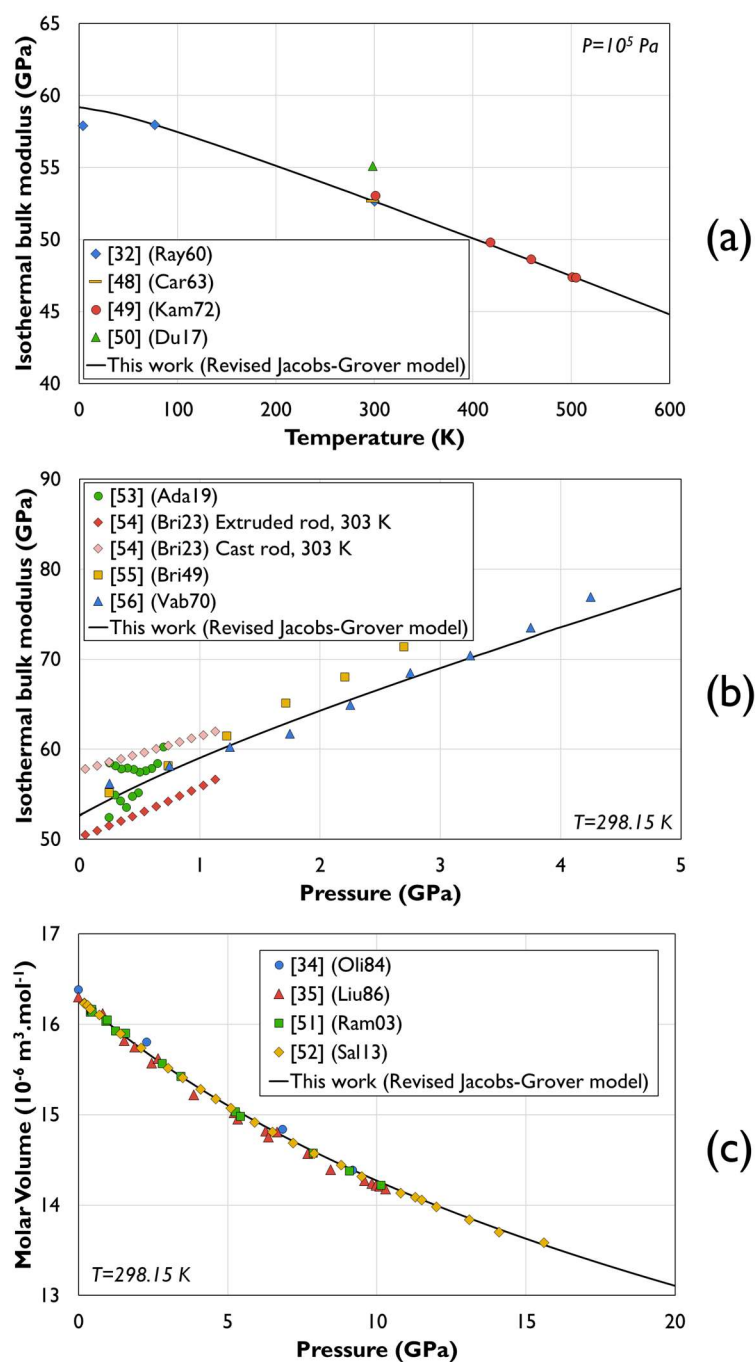 65
60
55
50
45
40
Isothermal bulk modulus (GPa)
P=10⁵ Pa
[32] (Ray60)
[48] (Car63)
[49] (Kam72)
[50] (Du17)
This work (Revised Jacobs-Grover model)
0 100 200 300 400 500 600
Temperature (K)
(a)
90
80
70
60
50
Isothermal bulk modulus (GPa)
[53] (Ada19)
[54] (Bri23) Extruded rod, 303 K
[54] (Bri23) Cast rod, 303 K
[55] (Bri49)
[56] (Vab70)
This work (Revised Jacobs-Grover model)
T=298.15 K
0 1 2 3 4 5
Pressure (GPa)
(b)
17
16
15
14
13
Molar Volume (10⁻⁶ m³.mol⁻¹)
[34] (Oli84)
[35] (Liu86)
[51] (Ram03)
[52] (Sal13)
This work (Revised Jacobs-Grover model)
T=298.15 K
0 5 10 15 20
Pressure (GPa)
(c)